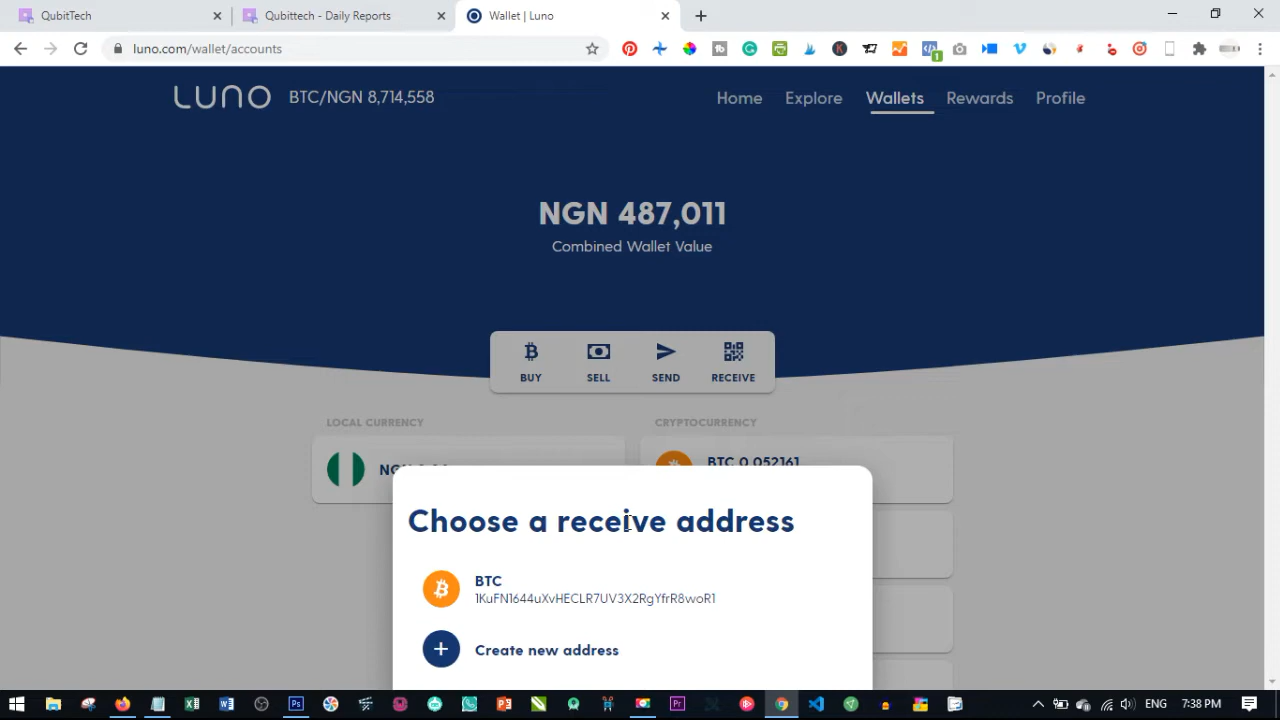 QubitTech
Qubittech - Daily Reports
Wallet | Luno
luno.com/wallet/accounts
1
LUNO
BTC/NGN 8,714,558
Home
Explore
Wallets
Rewards
Profile
NGN 487,011
Combined Wallet Value
BUY
SELL
SEND
RECEIVE
LOCAL CURRENCY
CRYPTOCURRENCY
BTC 0.052161
Choose a receive address
BTC
1KuFN1644uXvHECLR7UV3X2RgYfrR8woR1
Create new address
ENG
7:38 PM